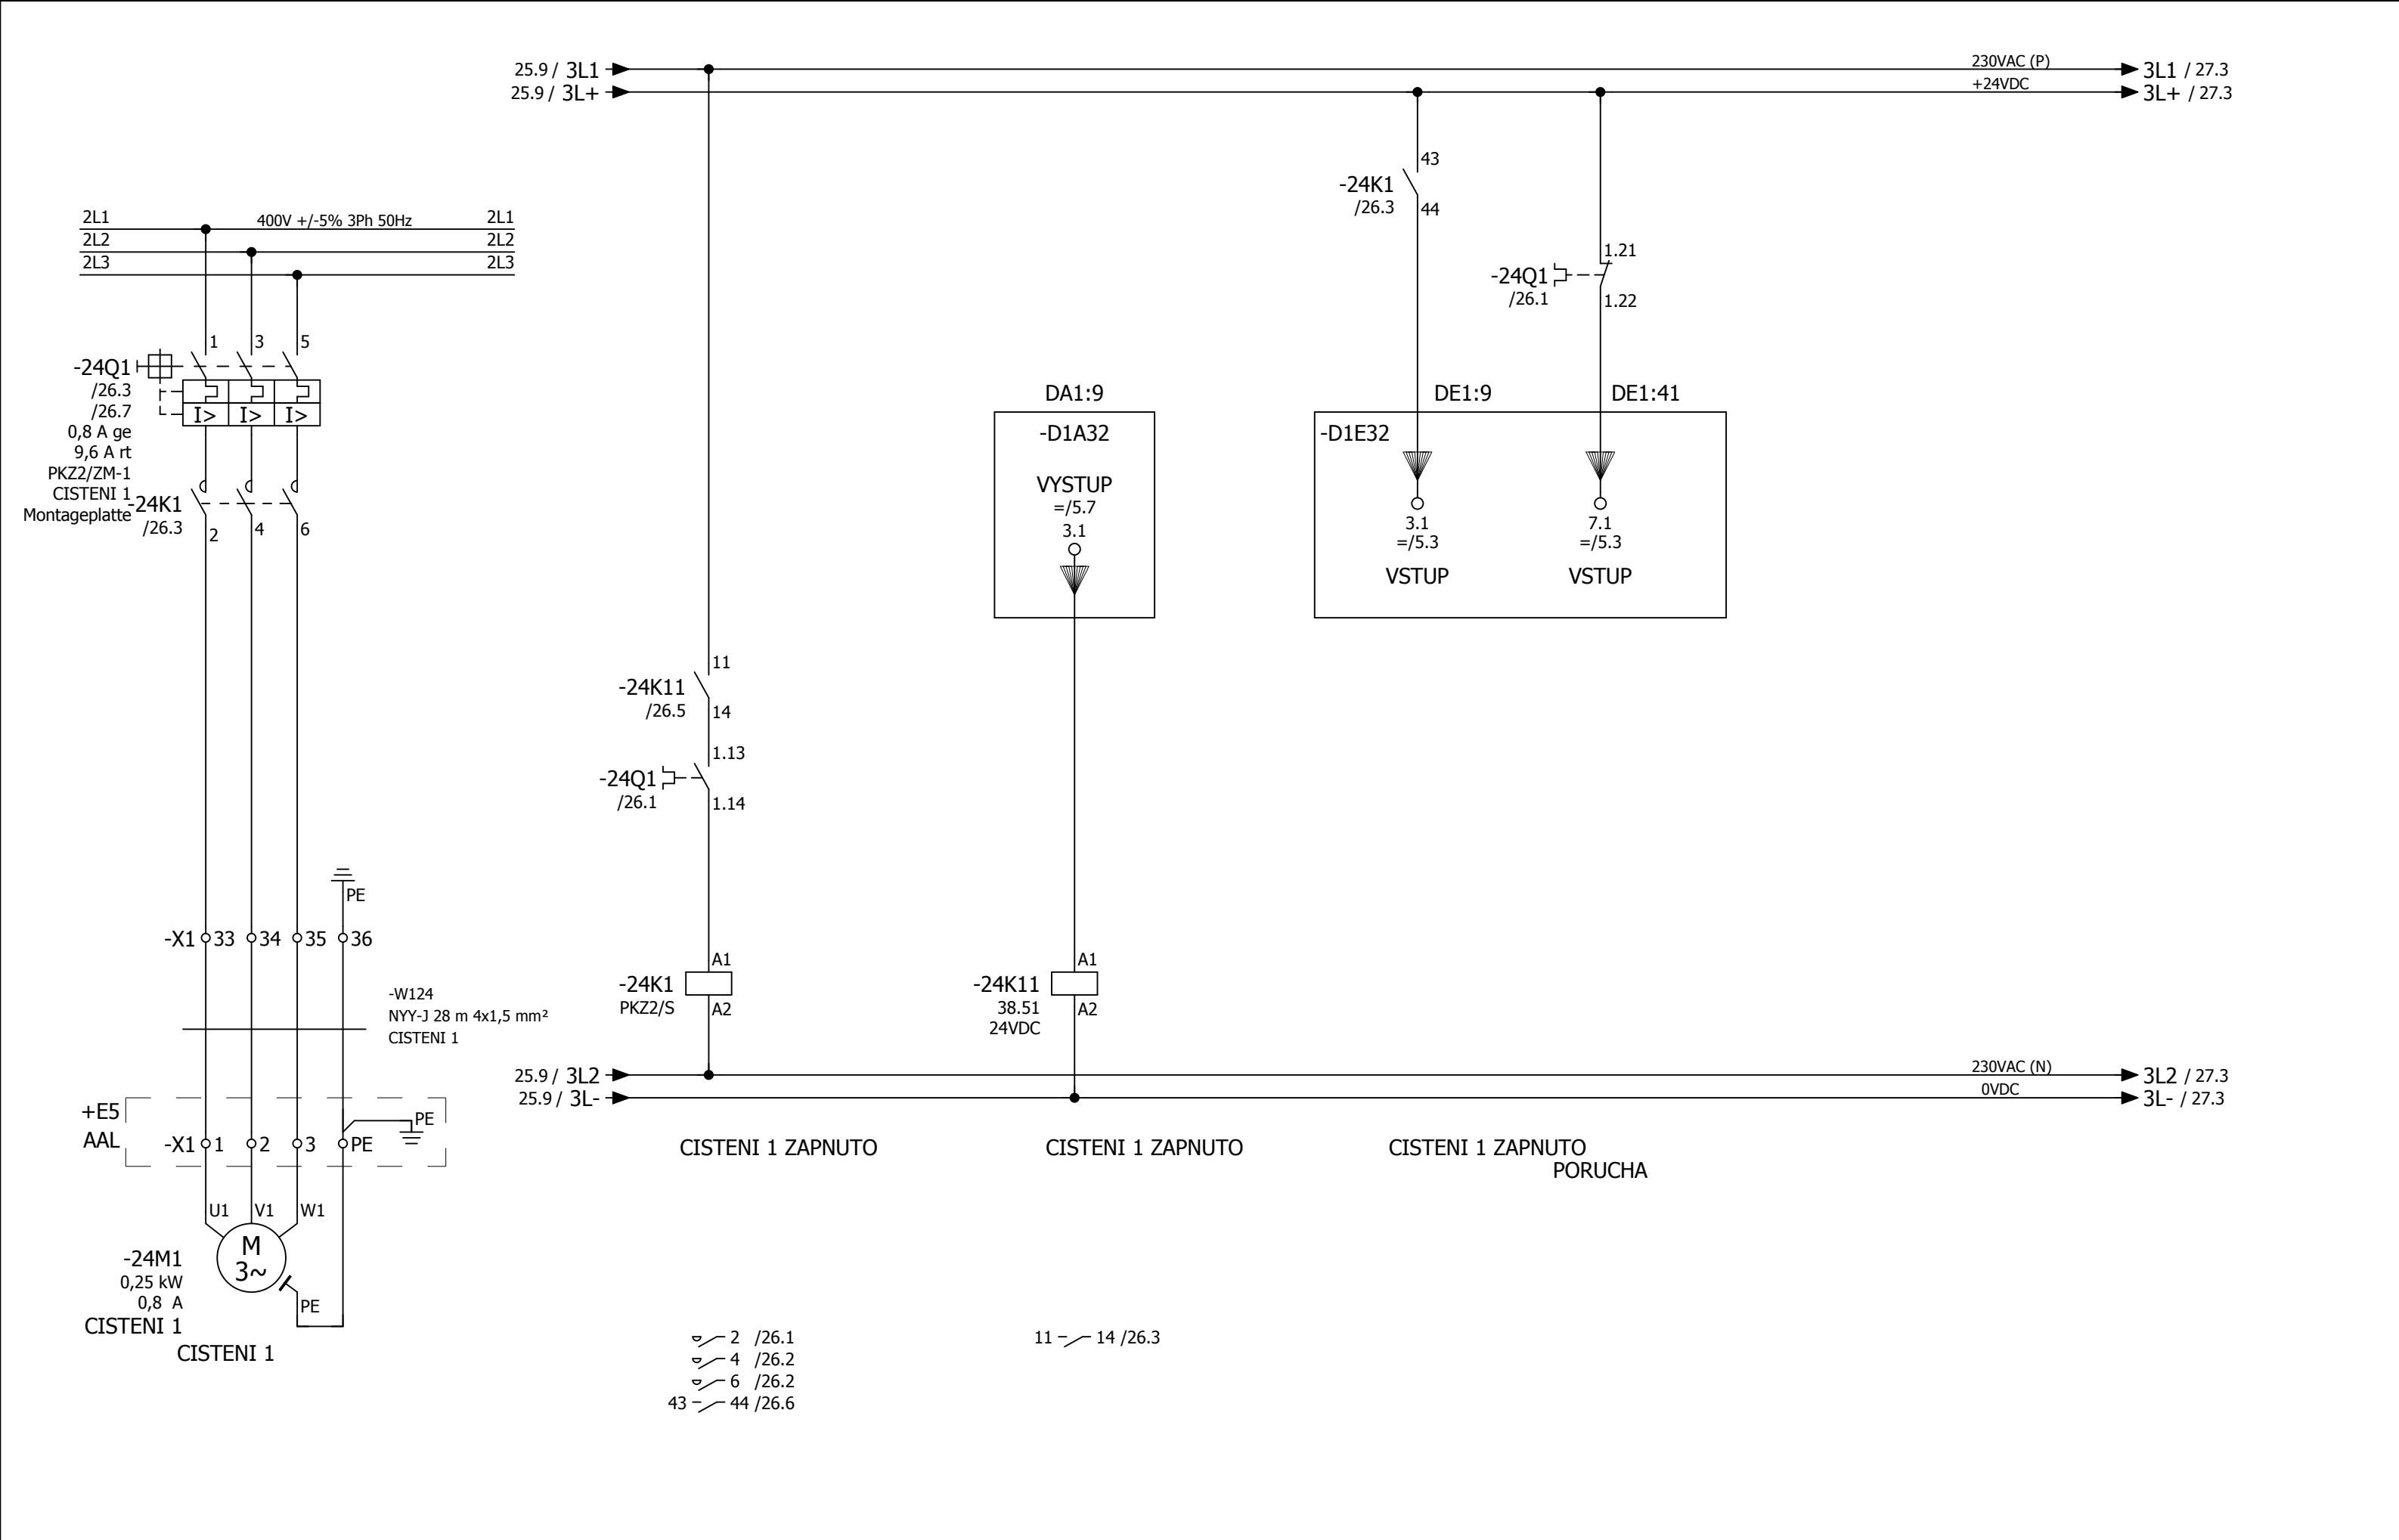 25.9 / 3L1
230VAC (P)
3L1 / 27.3
25.9 / 3L+
+24VDC
3L+ / 27.3
2L1 400V +/-5% 3Ph 50Hz 2L1
2L2 2L2
2L3 2L3
1 3 5
-24Q1
/26.3
/26.7
0,8 A ge
9,6 A rt
PKZ2/ZM-1
CISTENI 1
Montageplatte
I> I> I>
-24K1
/26.3
2 4 6
PE
-X1 33 34 35 36
-W124
NYY-J 28 m 4x1,5 mm²
CISTENI 1
+E5
AAL
PE
-X1 1 2 3 PE
U1 V1 W1
M
3~
-24M1
0,25 kW
0,8 A
CISTENI 1
PE
CISTENI 1
11
-24K11
/26.5
14
1.13
-24Q1
/26.1
1.14
A1
-24K1
PKZ2/S
A2
DA1:9
-D1A32
VYSTUP
=/5.7
3.1
A1
-24K11
38.51
24VDC
A2
43
-24K1
/26.3
44
1.21
-24Q1
/26.1
1.22
DE1:9 DE1:41
-D1E32
3.1 7.1
=/5.3 =/5.3
VSTUP VSTUP
25.9 / 3L2
230VAC (N)
3L2 / 27.3
25.9 / 3L-
0VDC
3L- / 27.3
CISTENI 1 ZAPNUTO CISTENI 1 ZAPNUTO CISTENI 1 ZAPNUTO
PORUCHA
2 /26.1
4 /26.2
6 /26.2
43 44 /26.6
11 14 /26.3